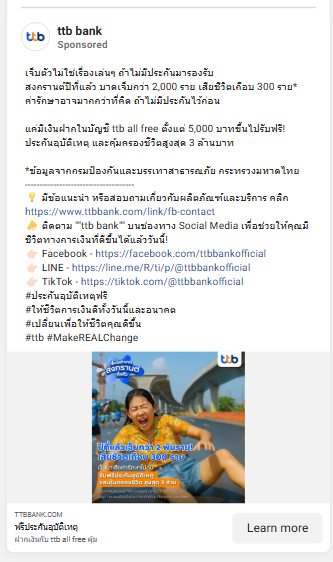 ttb bank
Sponsored
เจ็บตัวไม่ใช่เรื่องเล่นๆ ถ้าไม่มีประกันมารองรับ
สงกรานต์ปีที่แล้ว บาดเจ็บกว่า 2,000 ราย เสียชีวิตเกือบ 300 ราย*
ค่ารักษาอาจมากกว่าที่คิด ถ้าไม่มีประกันไว้ก่อน
แค่มีเงินฝากในบัญชี ttb all free ตั้งแต่ 5,000 บาทขึ้นไปรับฟรี!
ประกันอุบัติเหตุ และคุ้มครองชีวิตสูงสุด 3 ล้านบาท
*ข้อมูลจากกรมป้องกันและบรรเทาสาธารณภัย กระทรวงมหาดไทย
------------------------------------
💡 มีข้อแนะนำ หรือสอบถามเกี่ยวกับผลิตภัณฑ์และบริการ คลิก
https://www.ttbbank.com/link/fb-contact
📣 ติดตาม ""ttb bank"" บนช่องทาง Social Media เพื่อช่วยให้คุณมี
ชีวิตทางการเงินที่ดีขึ้นได้แล้ววันนี้!
👉🏻 Facebook - https://facebook.com/ttbbankofficial
👉🏻 LINE - https://line.me/R/ti/p/@ttbbankofficial
👉🏻 TikTok - https://tiktok.com/@ttbbankofficial
#ประกันอุบัติเหตุฟรี
#ให้ชีวิตการเงินดีทั้งวันนี้และอนาคต
#เปลี่ยนเพื่อให้ชีวิตคุณดีขึ้น
#ttb #MakeREALChange
ttb
สงกรานต์
ปีที่แล้วเจ็บกว่า 2 พันราย!
เสียชีวิตเกือบ 300 ราย
รับฟรีประกันอุบัติเหตุ
และคุ้มครองชีวิต สูงสุด 3 ล้าน
TTBBANK.COM
ฟรีประกันอุบัติเหตุ
ฝากเงินกับ ttb all free คุ้ม
Learn more